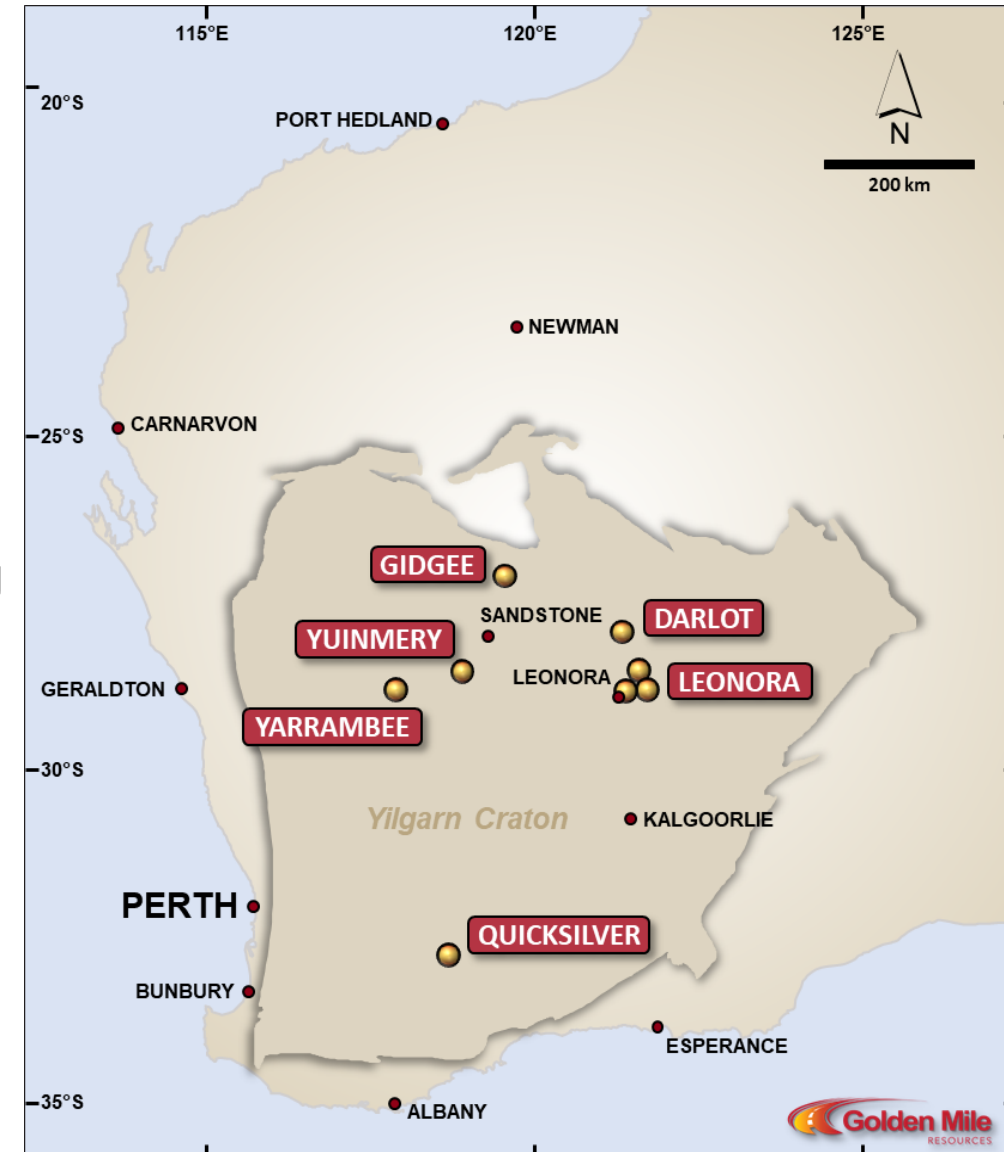 115°E
120°E
125°E
20°S
PORT HEDLAND
N
200 km
NEWMAN
CARNARVON
25°S
GIDGEE
SANDSTONE
DARLOT
YUINMERY
LEONORA
LEONORA
GERALDTON
YARRAMBEE
30°S
Yilgarn Craton
KALGOORLIE
PERTH
QUICKSILVER
BUNBURY
ESPERANCE
35°S
ALBANY
Golden Mile
RESOURCES